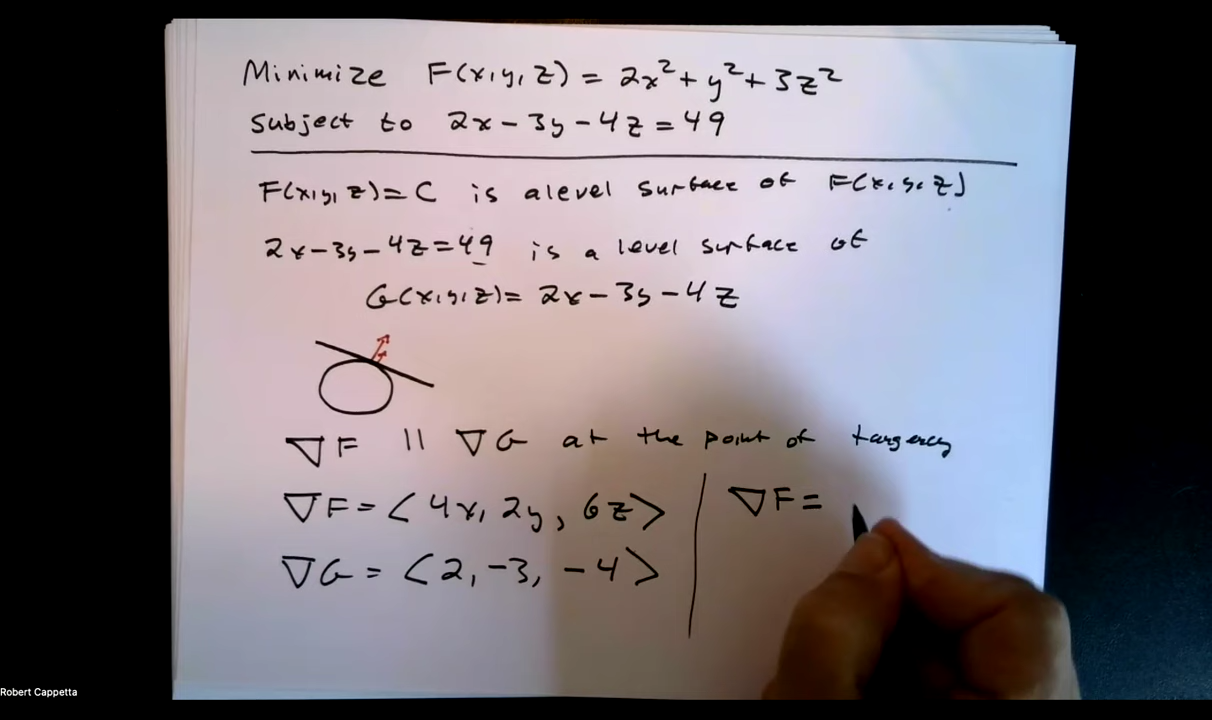 Minimize F(x,y,z) = 2x² + y² + 3z²
subject to 2x - 3y - 4z = 49
F(x,y,z) = C is a level surface of F(x,y,z)
2x - 3y - 4z = 49 is a level surface of
G(x,y,z) = 2x - 3y - 4z
∇F || ∇G at the point of tangency
∇F = ⟨4x, 2y, 6z⟩
∇G = ⟨2, -3, -4⟩
∇F =
Robert Cappetta